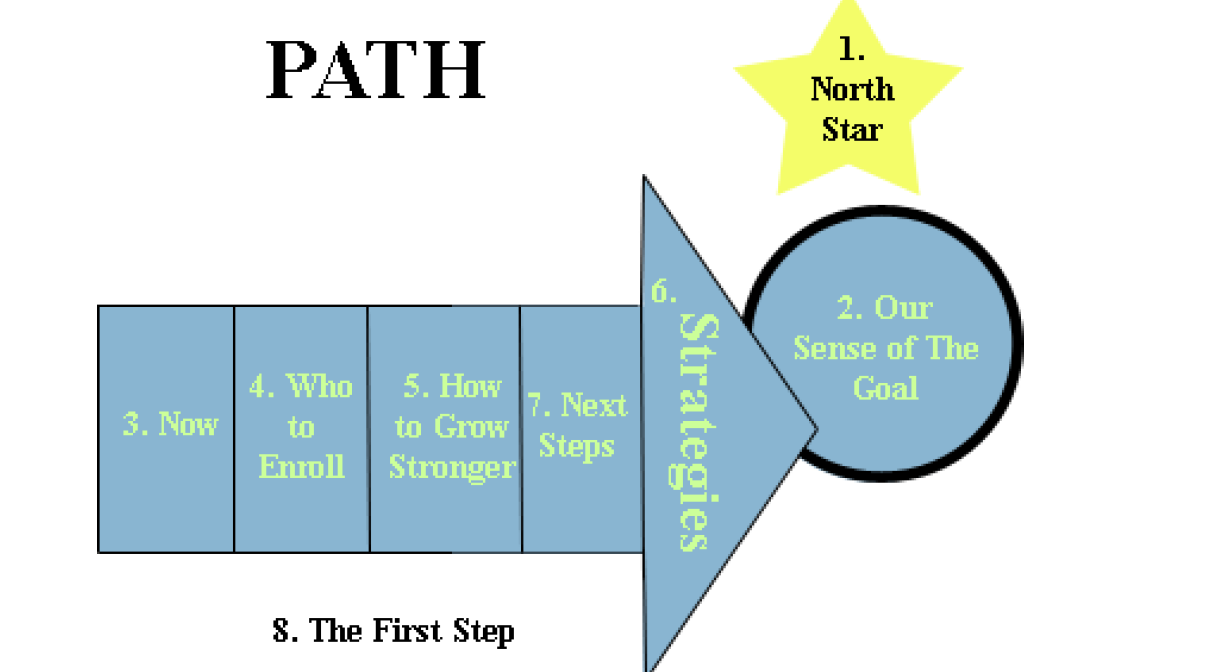 PATH
1.
North
Star
2. Our
Sense of The
Goal
3. Now
4. Who
to
Enroll
5. How
to Grow
Stronger
7. Next
Steps
6.
Strategies
8. The First Step